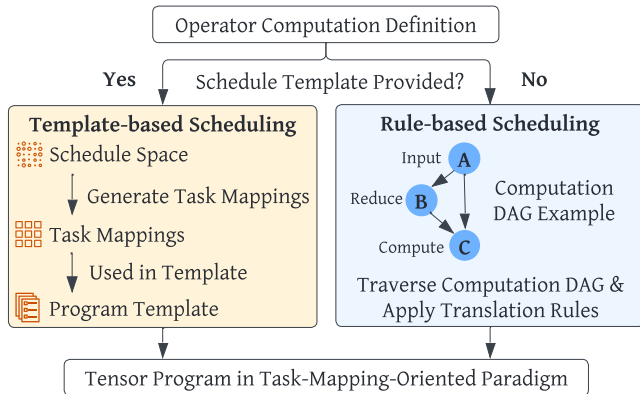 Operator Computation Definition
Yes
Schedule Template Provided?
No
Template-based Scheduling
Schedule Space
Generate Task Mappings
Task Mappings
Used in Template
Program Template
Rule-based Scheduling
Input
A
Reduce
B
Compute
C
Computation
DAG Example
Traverse Computation DAG &
Apply Translation Rules
Tensor Program in Task-Mapping-Oriented Paradigm